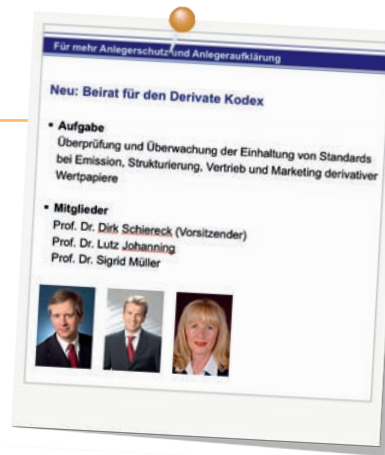 Für mehr Anlegerschutz und Anlegeraufklärung
Neu: Beirat für den Derivate Kodex
▪ Aufgabe
Überprüfung und Überwachung der Einhaltung von Standards
bei Emission, Strukturierung, Vertrieb und Marketing derivativer
Wertpapiere
▪ Mitglieder
Prof. Dr. Dirk Schiereck (Vorsitzender)
Prof. Dr. Lutz Johanning
Prof. Dr. Sigrid Müller